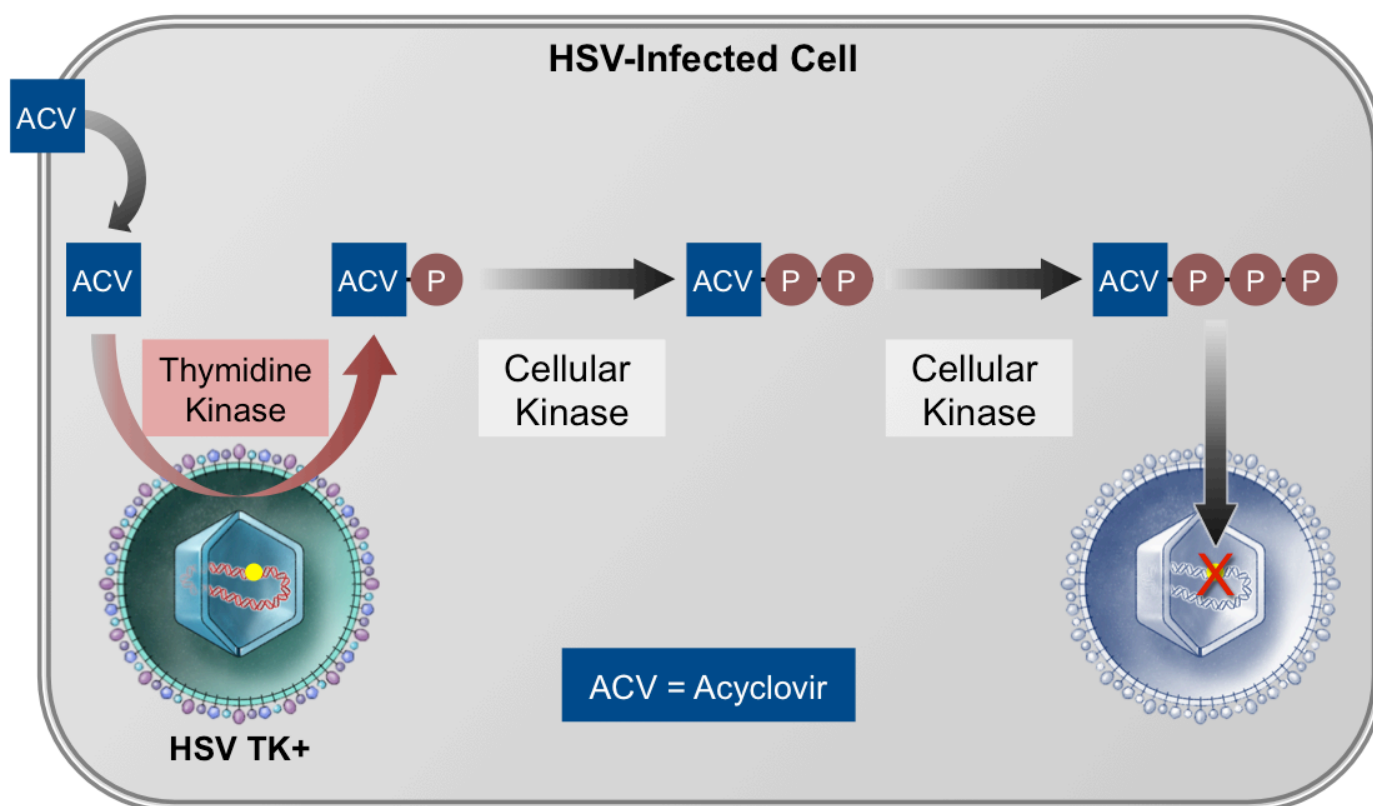 HSV-Infected Cell
ACV
ACV
ACV P
ACV P P
ACV P P P
Thymidine
Kinase
Cellular
Kinase
Cellular
Kinase
X
ACV = Acyclovir
HSV TK+